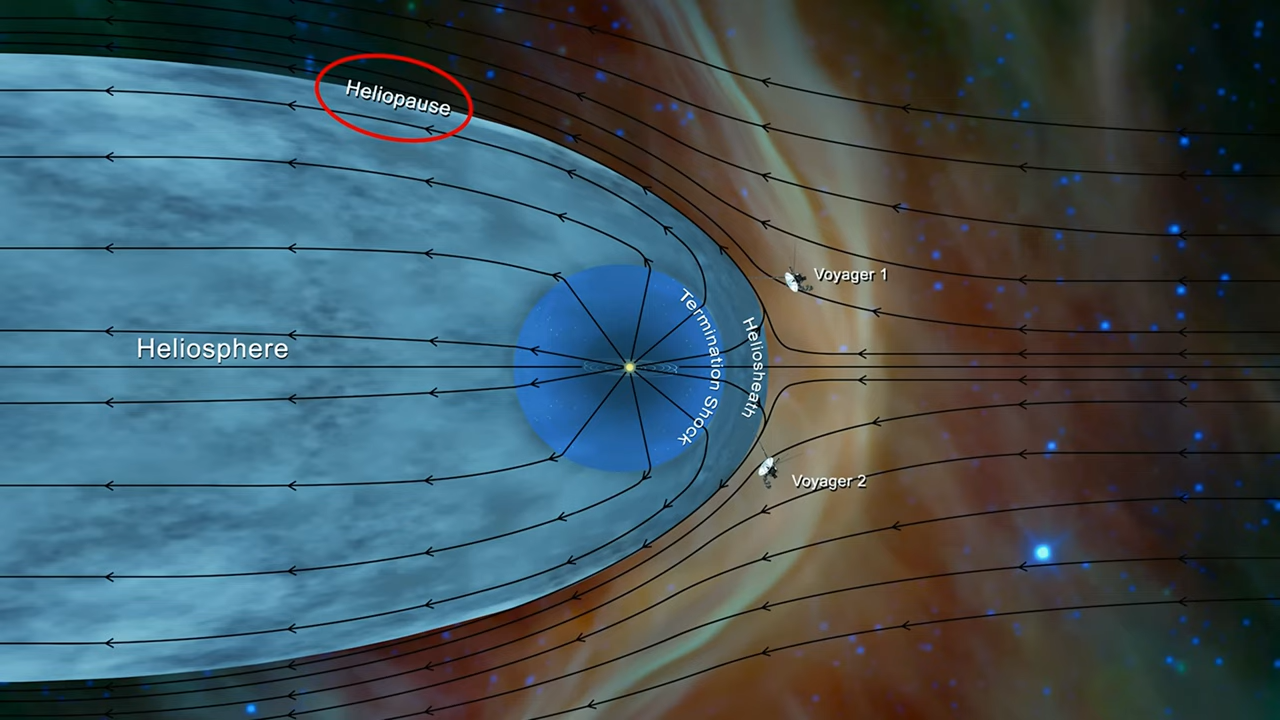 Heliopause
Voyager 1
Heliosphere
Termination Shock
Heliosheath
Voyager 2